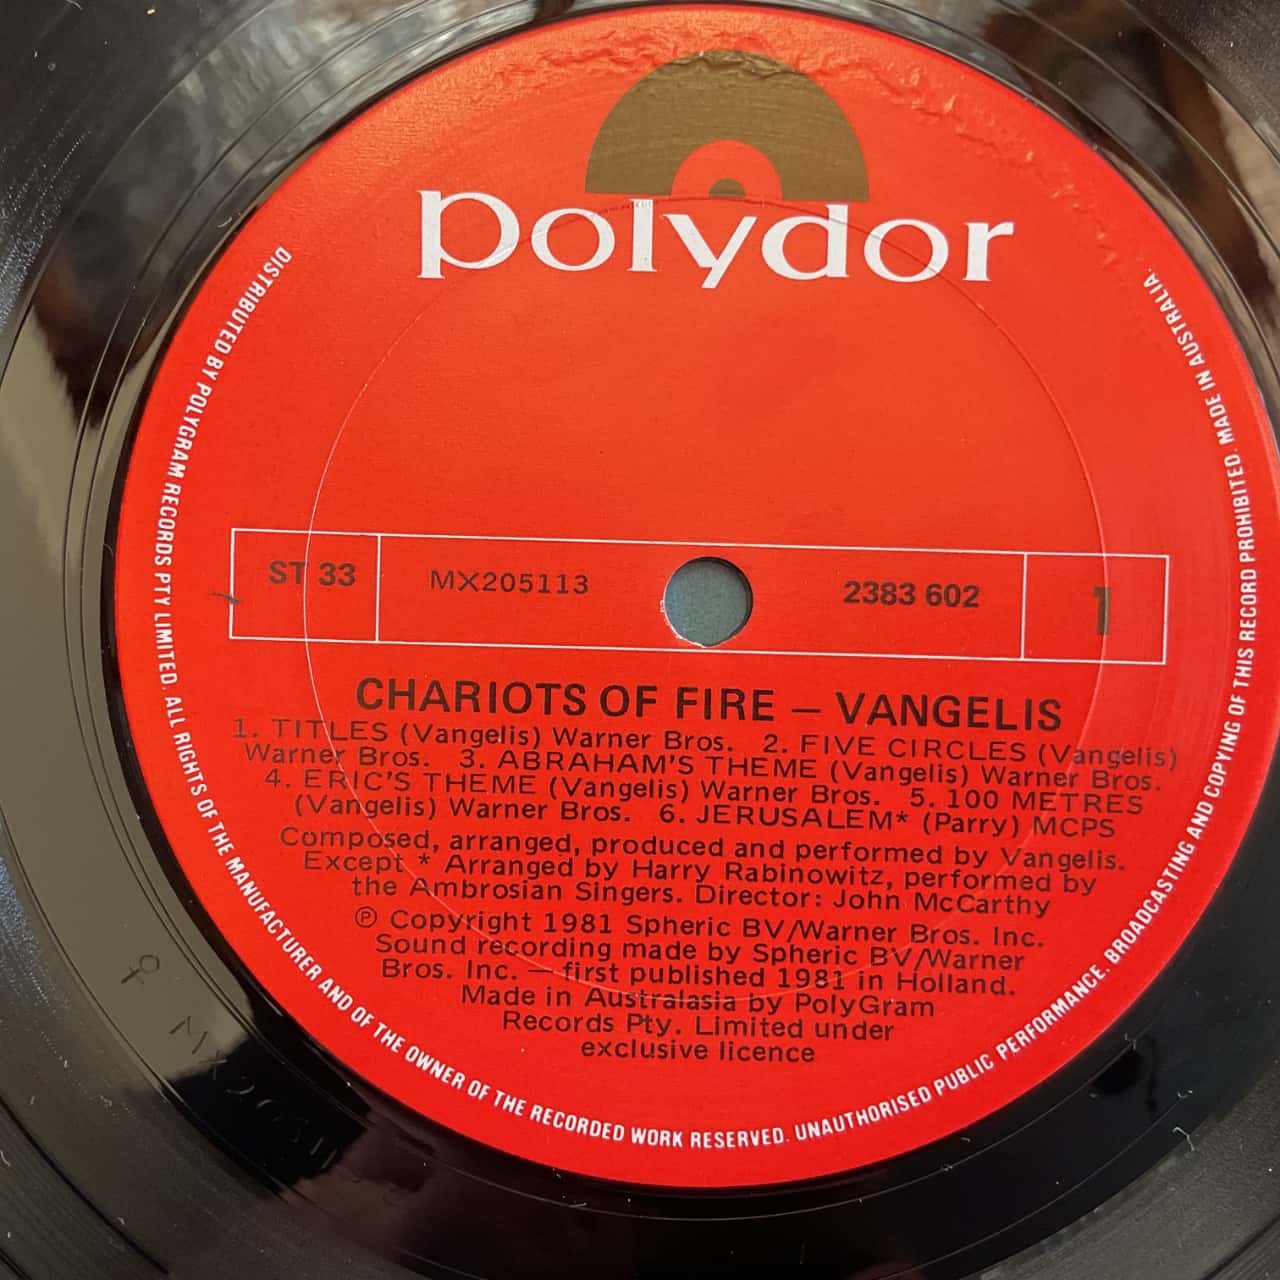 polydor
DISTRIBUTED BY POLYGRAM RECORDS PTY LIMITED. ALL RIGHTS OF THE MANUFACTURER AND OF THE OWNER OF THE RECORDED WORK RESERVED. UNAUTHORISED PUBLIC PERFORMANCE. BROADCASTING AND COPYING OF THIS RECORD PROHIBITED. MADE IN AUSTRALIA.
ST 33 MX205113 2383 602 1
CHARIOTS OF FIRE – VANGELIS
1. TITLES (Vangelis) Warner Bros. 2. FIVE CIRCLES (Vangelis)
Warner Bros. 3. ABRAHAM'S THEME (Vangelis) Warner Bros.
4. ERIC'S THEME (Vangelis) Warner Bros. 5. 100 METRES
(Vangelis) Warner Bros. 6. JERUSALEM* (Parry) MCPS
Composed, arranged, produced and performed by Vangelis.
Except * Arranged by Harry Rabinowitz, performed by
the Ambrosian Singers. Director: John McCarthy
℗ Copyright 1981 Spheric BV/Warner Bros. Inc.
Sound recording made by Spheric BV/Warner
Bros. Inc. — first published 1981 in Holland.
Made in Australasia by PolyGram
Records Pty. Limited under
exclusive licence